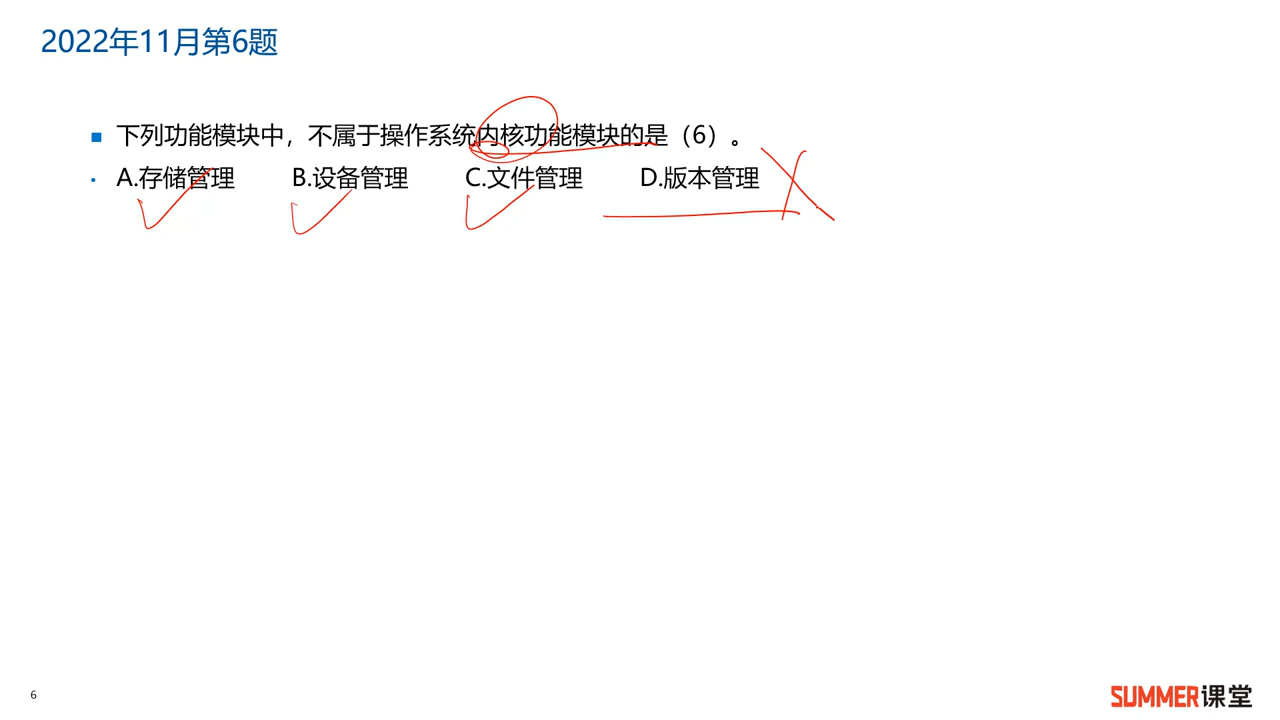 2022年11月第6题
■ 下列功能模块中，不属于操作系统内核功能模块的是（6）。
• A.存储管理 B.设备管理 C.文件管理 D.版本管理
6
SUMMER课堂